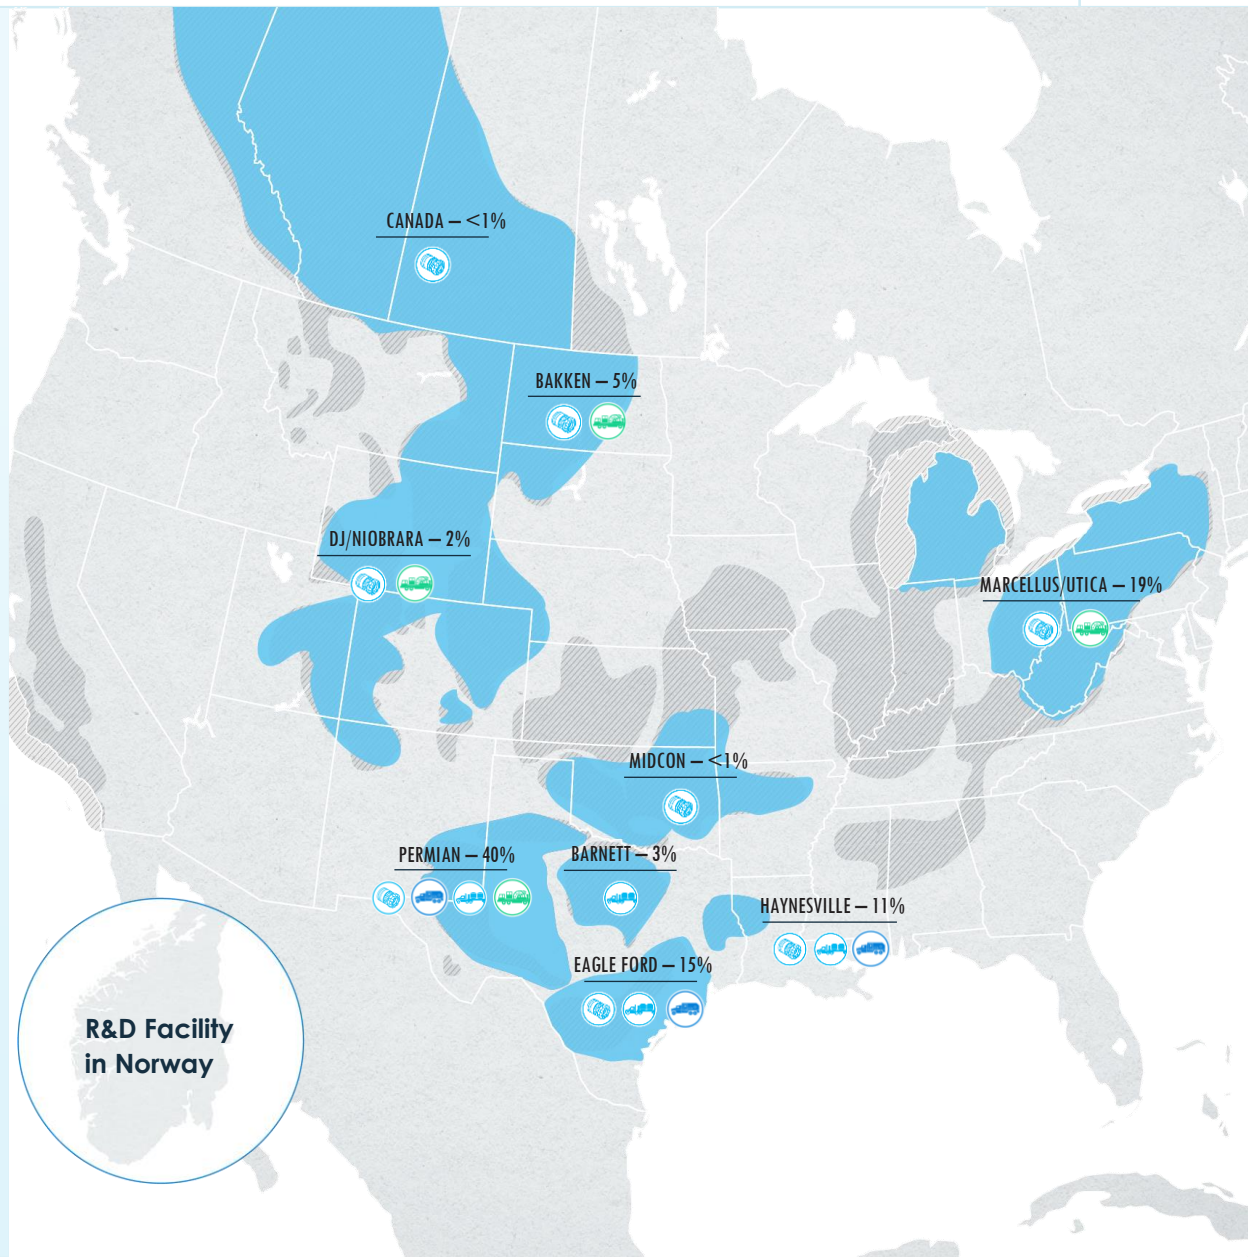 CANADA – <1%
BAKKEN – 5%
DJ/NIOBRARA – 2%
MARCELLUS/UTICA – 19%
MIDCON – <1%
PERMIAN – 40%
BARNETT – 3%
HAYNESVILLE – 11%
EAGLE FORD – 15%
R&D Facility
in Norway